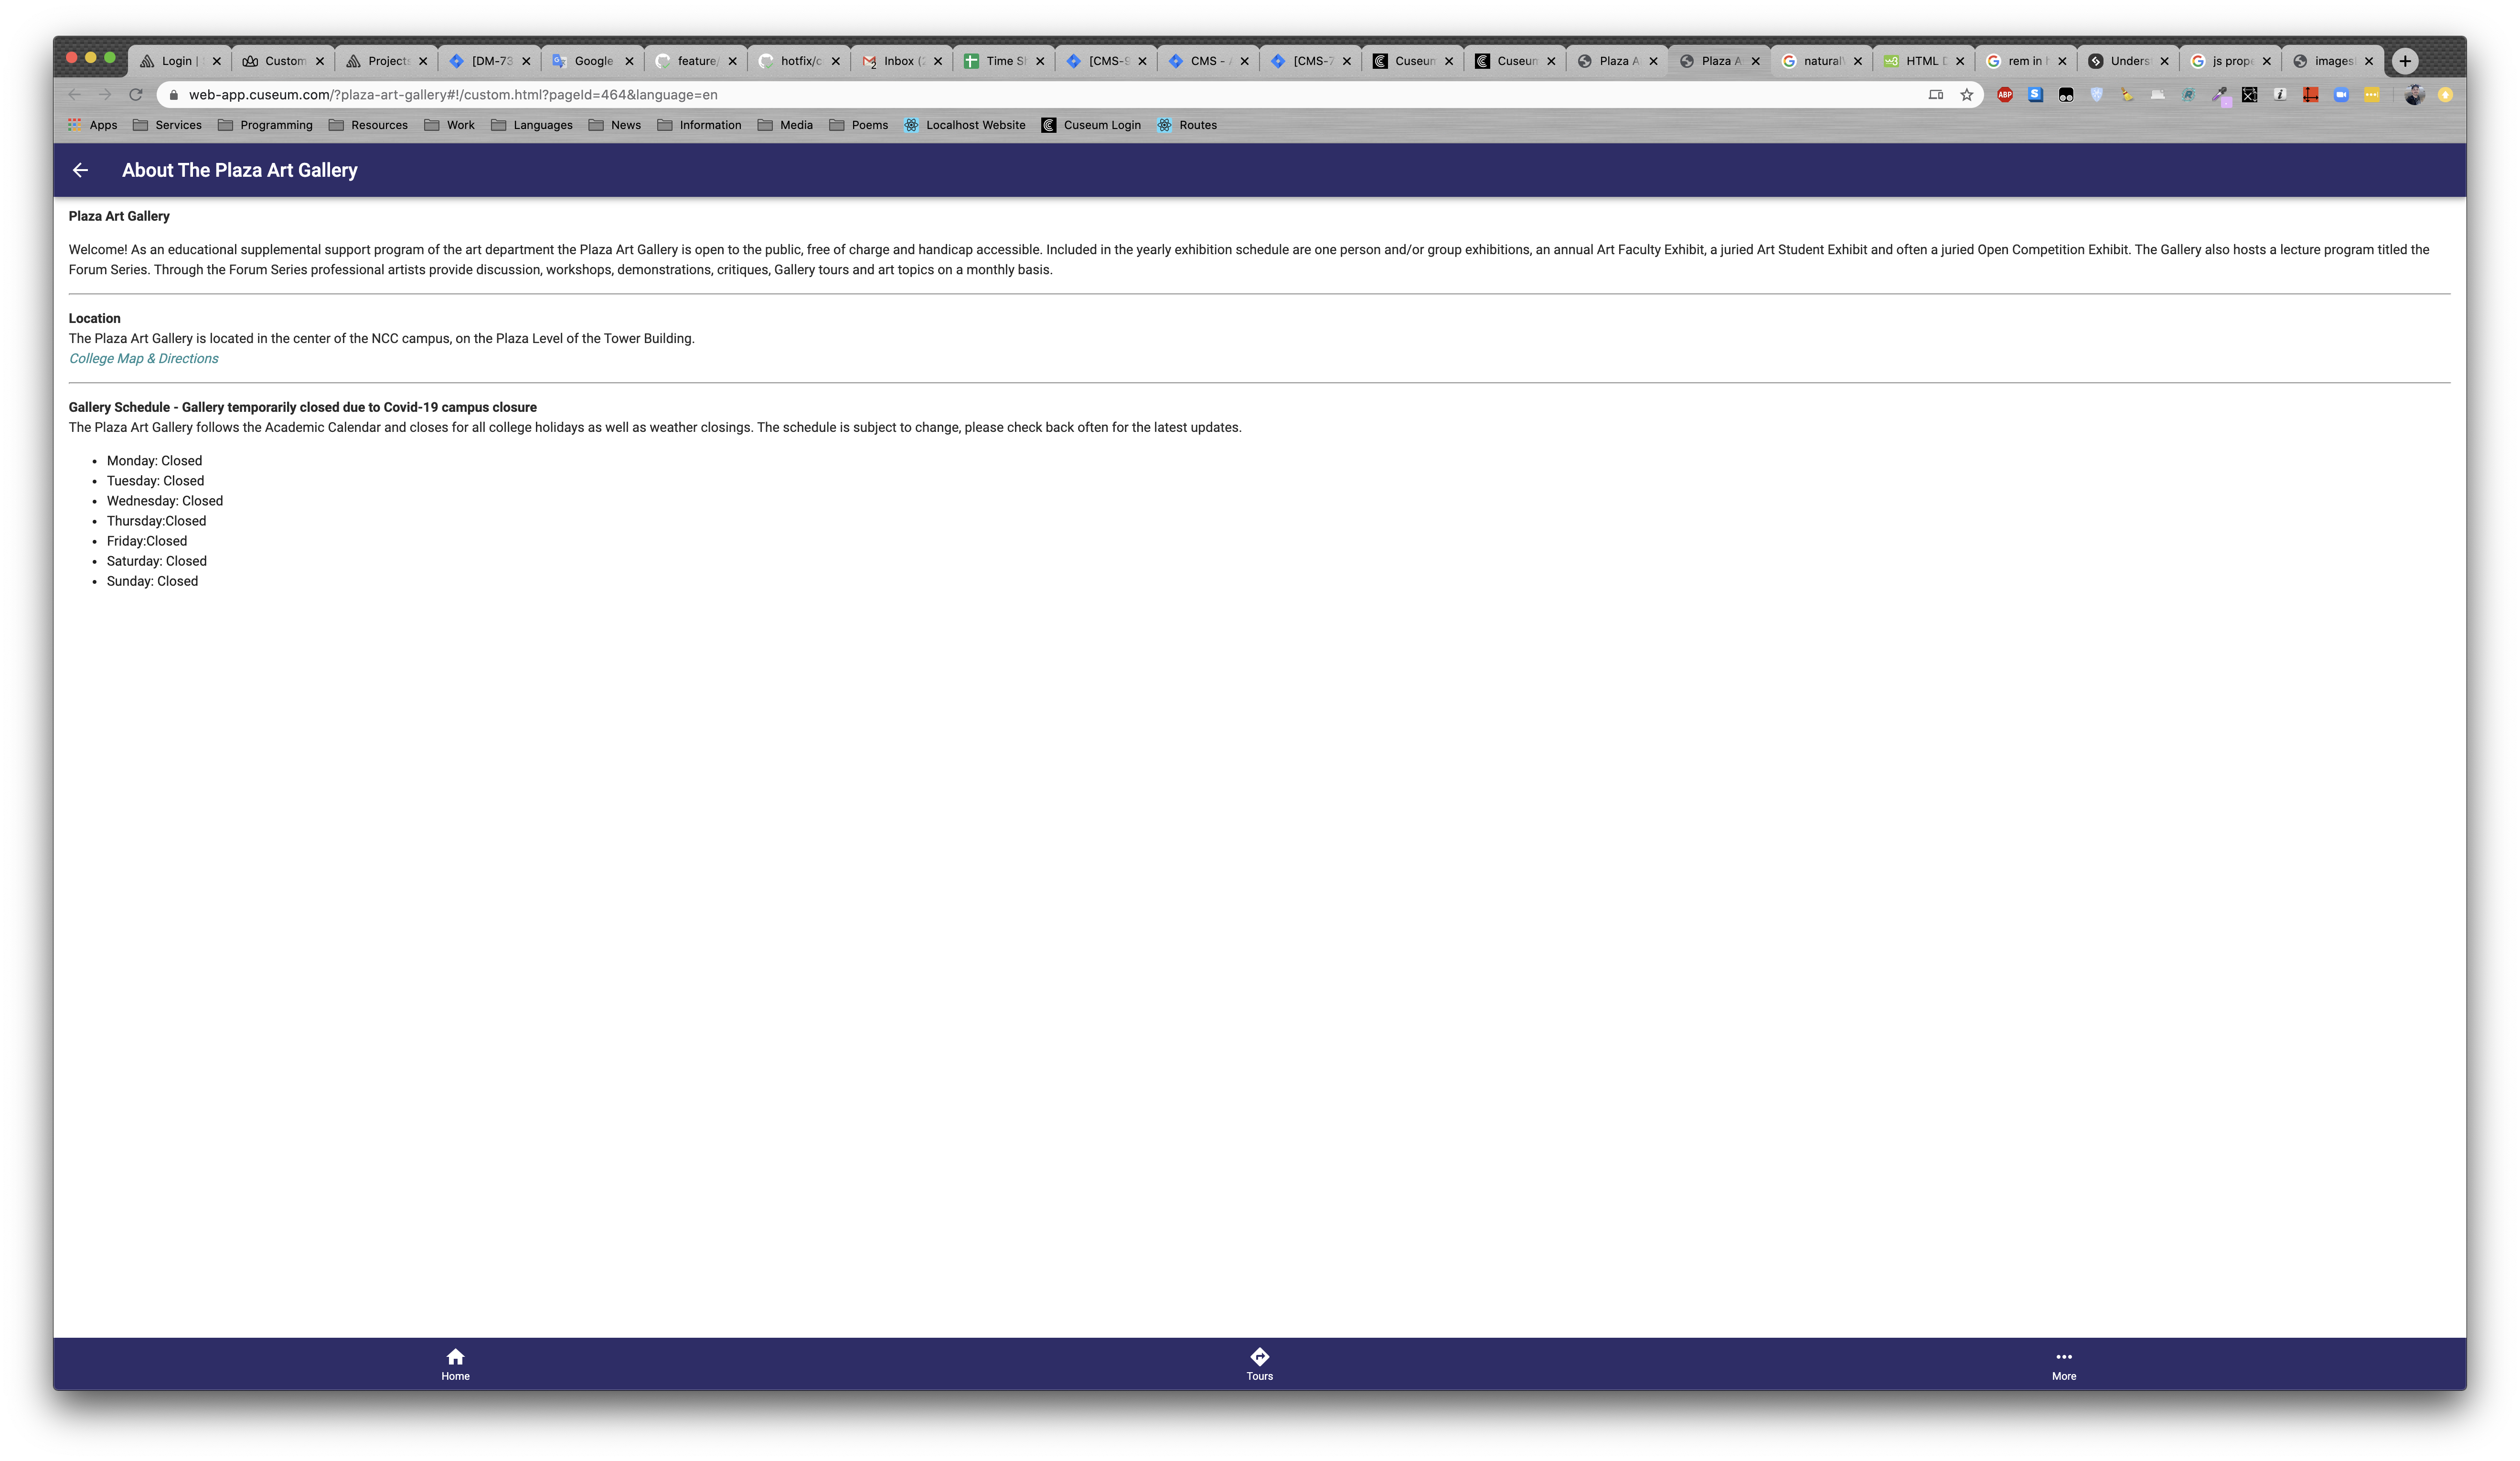 Login |
Custom
Projects
[DM-73
Google
feature/
hotfix/c
Inbox (2
Time Sh
[CMS-9
CMS - A
[CMS-7
Cuseum
Cuseum
Plaza A
Plaza A
natural
HTML D
rem in h
Unders
js prope
images
web-app.cuseum.com/?plaza-art-gallery#!/custom.html?pageId=464&language=en
ABP
Apps Services Programming Resources Work Languages News Information Media Poems Localhost Website Cuseum Login Routes
About The Plaza Art Gallery
Plaza Art Gallery
Welcome! As an educational supplemental support program of the art department the Plaza Art Gallery is open to the public, free of charge and handicap accessible. Included in the yearly exhibition schedule are one person and/or group exhibitions, an annual Art Faculty Exhibit, a juried Art Student Exhibit and often a juried Open Competition Exhibit. The Gallery also hosts a lecture program titled the
Forum Series. Through the Forum Series professional artists provide discussion, workshops, demonstrations, critiques, Gallery tours and art topics on a monthly basis.
Location
The Plaza Art Gallery is located in the center of the NCC campus, on the Plaza Level of the Tower Building.
College Map & Directions
Gallery Schedule - Gallery temporarily closed due to Covid-19 campus closure
The Plaza Art Gallery follows the Academic Calendar and closes for all college holidays as well as weather closings. The schedule is subject to change, please check back often for the latest updates.
• Monday: Closed
• Tuesday: Closed
• Wednesday: Closed
• Thursday:Closed
• Friday:Closed
• Saturday: Closed
• Sunday: Closed
Home
Tours
More